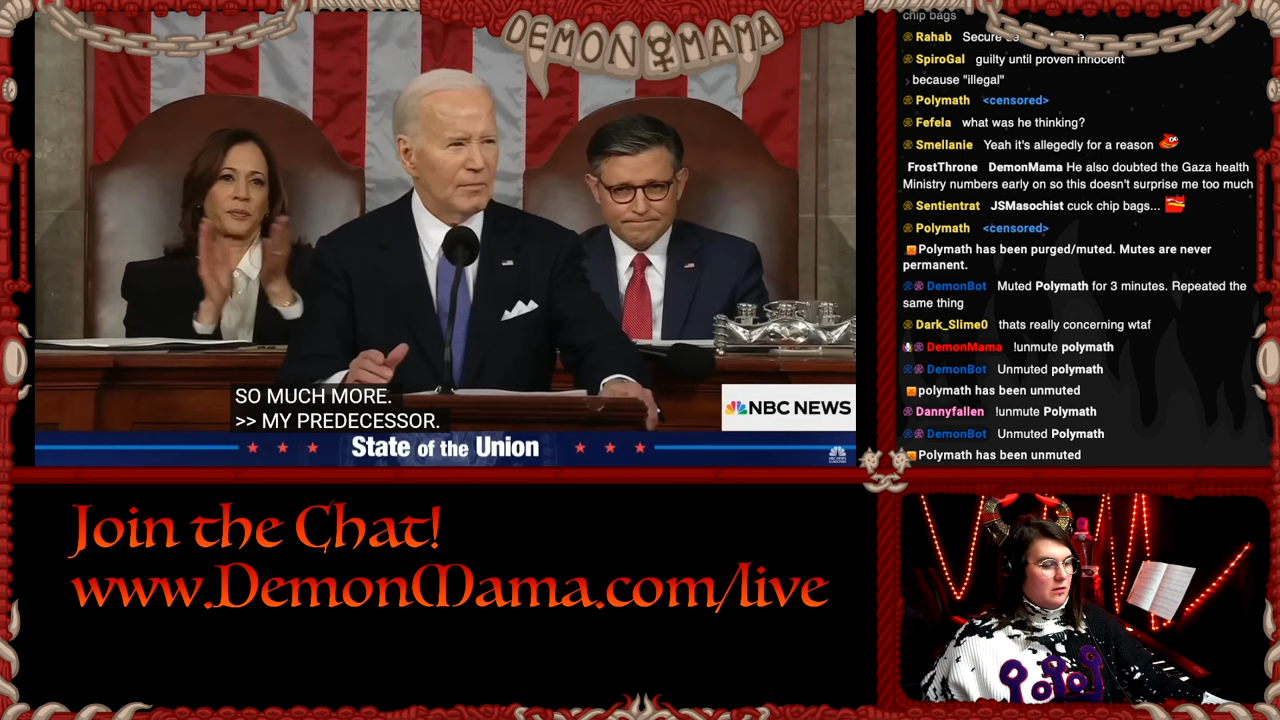 DEMON MAMA
SO MUCH MORE.
>> MY PREDECESSOR.
NBC NEWS
State of the Union
Join the Chat!
www.DemonMama.com/live
chip bags
Rahab Secure
SpiroGal guilty until proven innocent
because "illegal"
Polymath <censored>
Fefela what was he thinking?
Smellanie Yeah it's allegedly for a reason
FrostThrone DemonMama He also doubted the Gaza health
Ministry numbers early on so this doesn't surprise me too much
Sentientrat JSMasochist cuck chip bags...
Polymath <censored>
Polymath has been purged/muted. Mutes are never
permanent.
DemonBot Muted Polymath for 3 minutes. Repeated the
same thing
Dark_Slime0 thats really concerning wtaf
DemonMama !unmute polymath
DemonBot Unmuted polymath
polymath has been unmuted
Dannyfallen !unmute Polymath
DemonBot Unmuted Polymath
Polymath has been unmuted